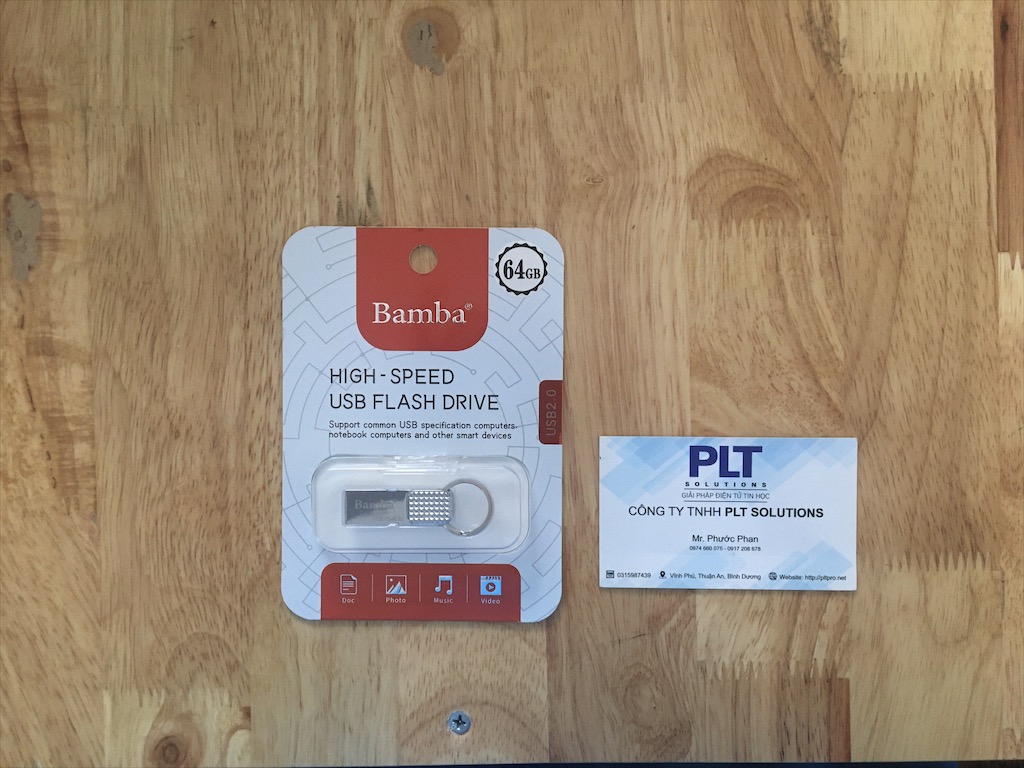 64GB
Bamba®
HIGH-SPEED
USB FLASH DRIVE
Support common USB specification computers,
notebook computers and other smart devices
USB2.0
Bamba
Doc
Photo
Music
Video
PLT
SOLUTIONS
GIẢI PHÁP ĐIỆN TỬ TIN HỌC
CÔNG TY TNHH PLT SOLUTIONS
Mr. Phước Phan
0974 660 075 - 0917 208 678
0315987439 Vĩnh Phú, Thuận An, Bình Dương Website: http://pltpro.net